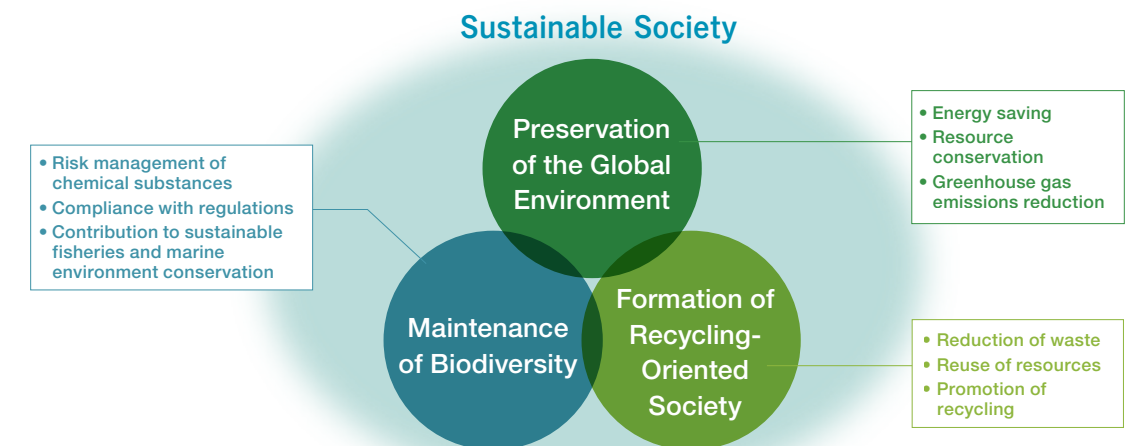 Sustainable Society
Preservation
of the Global
Environment
• Energy saving
• Resource
conservation
• Greenhouse gas
emissions reduction
• Risk management of
chemical substances
• Compliance with regulations
• Contribution to sustainable
fisheries and marine
environment conservation
Maintenance
of Biodiversity
Formation of
Recycling-
Oriented
Society
• Reduction of waste
• Reuse of resources
• Promotion of
recycling